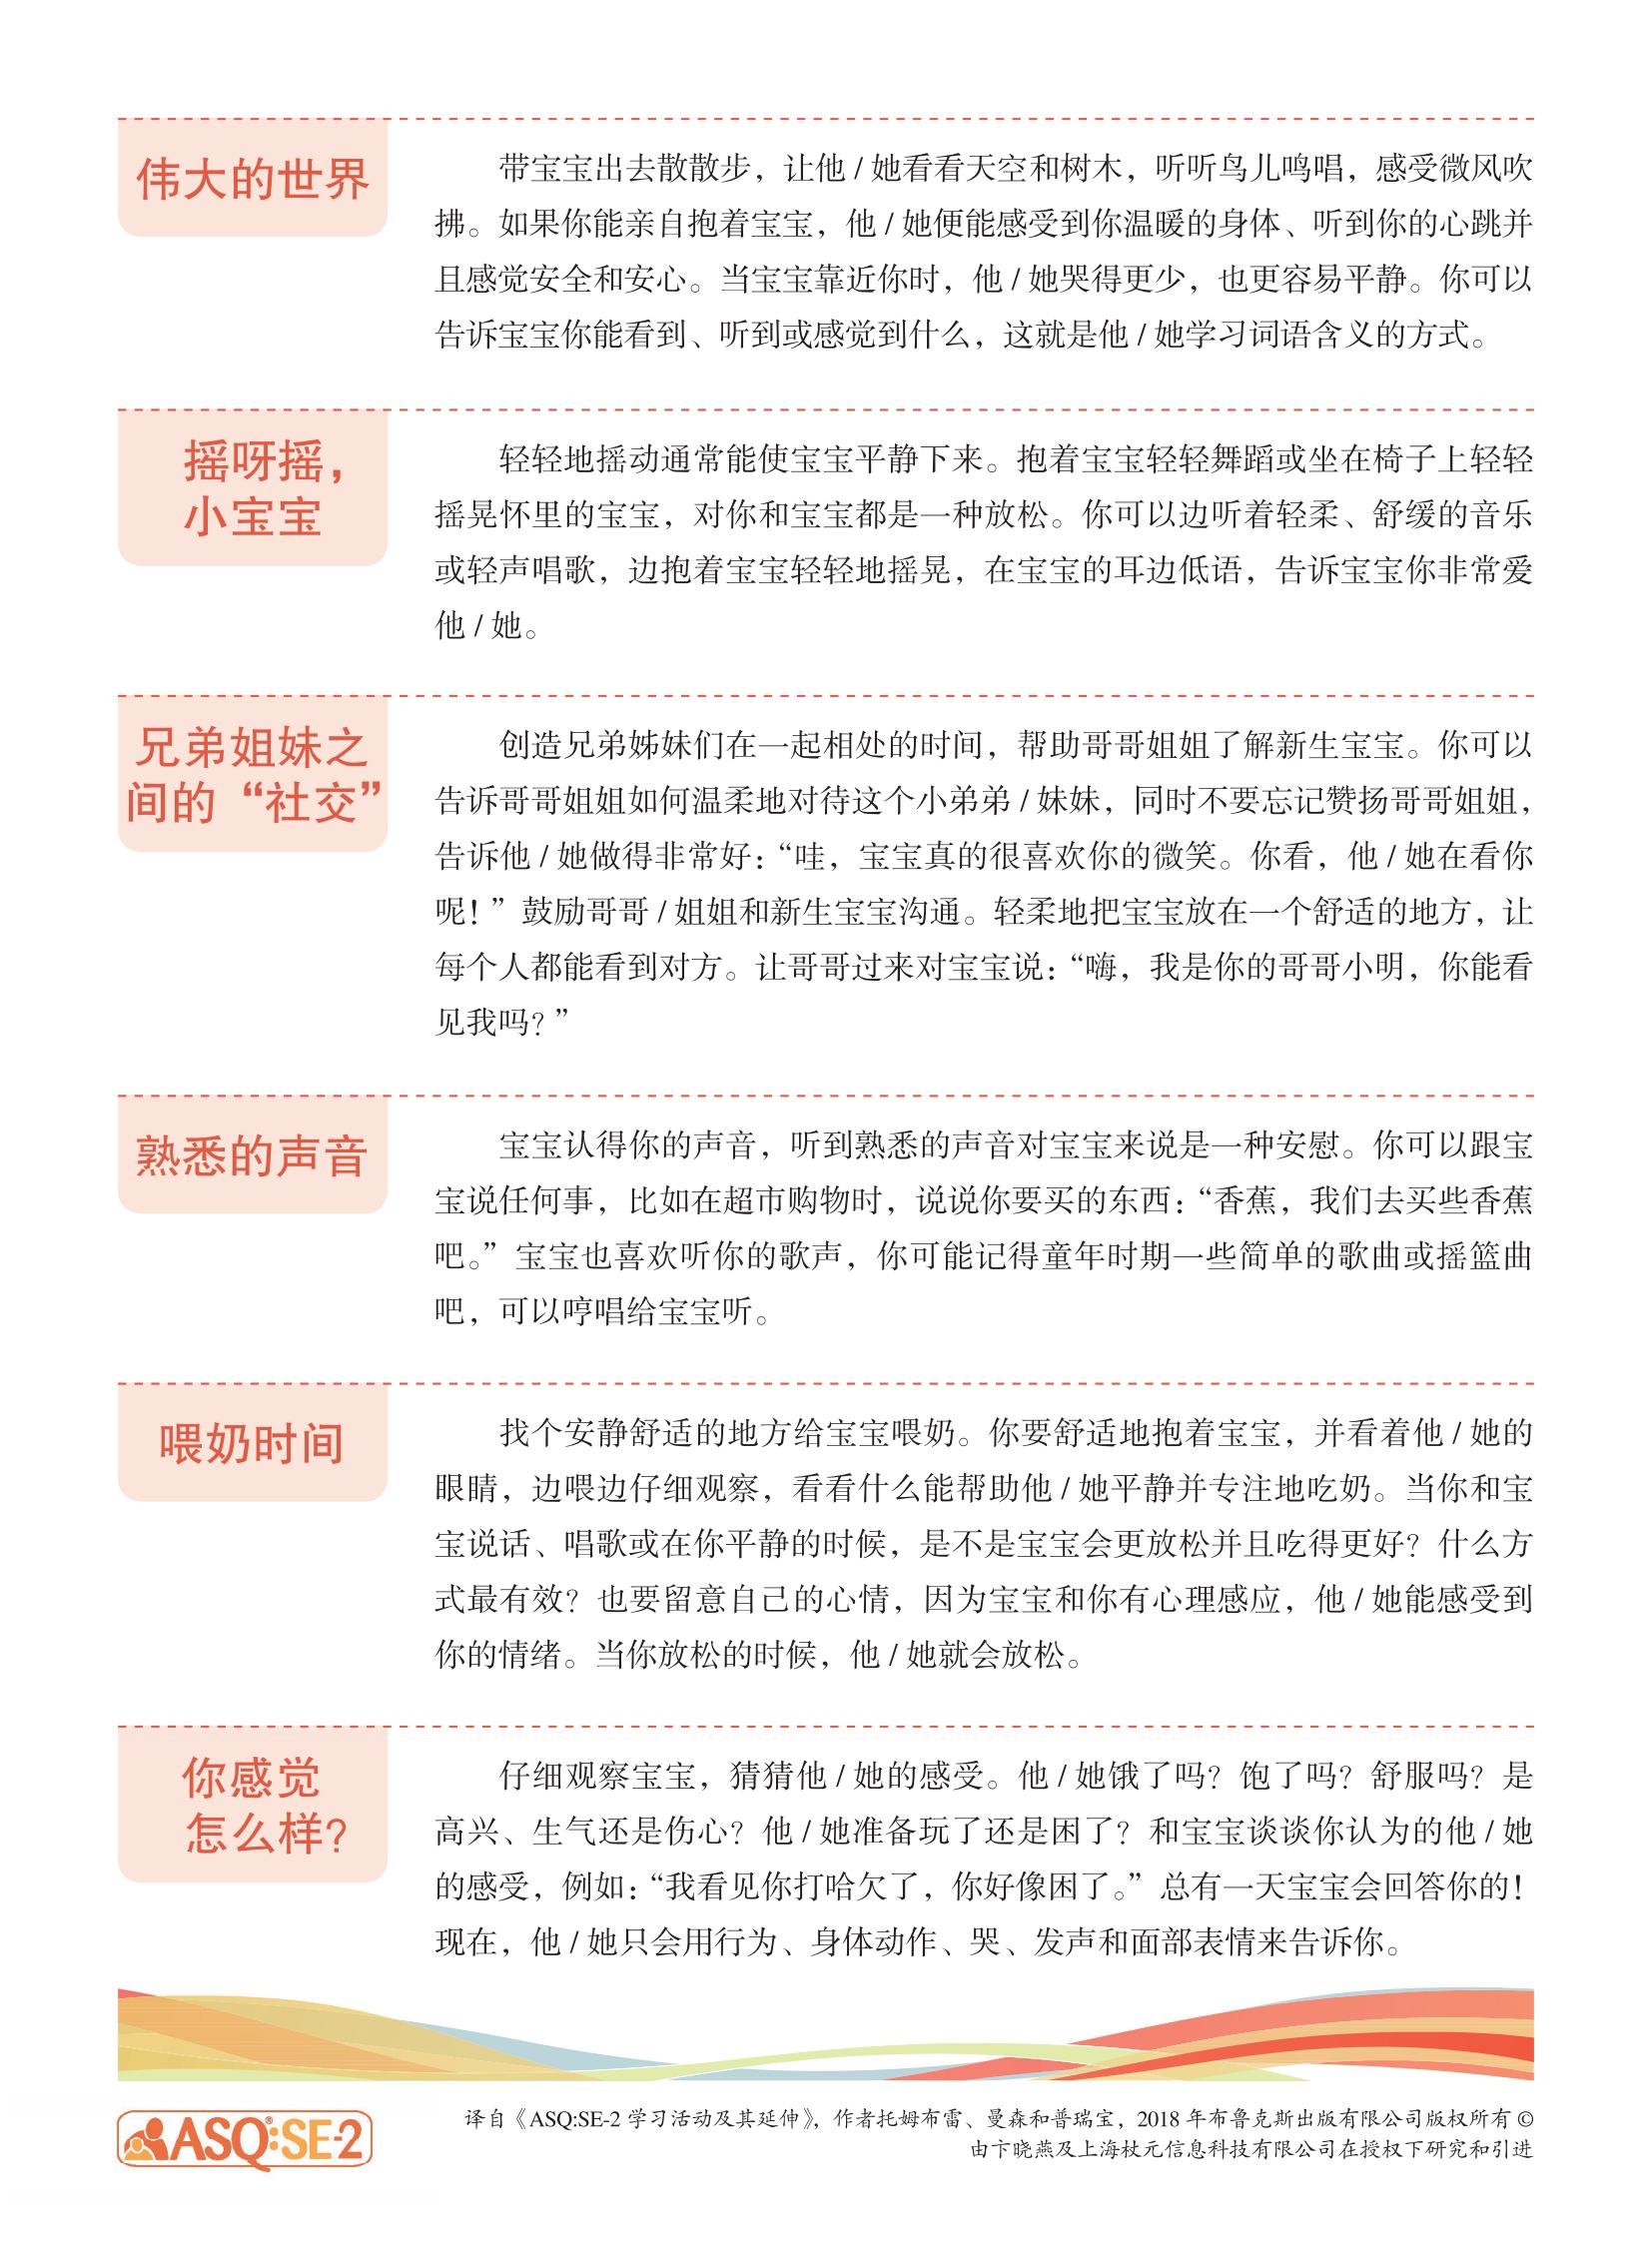 伟大的世界
带宝宝出去散散步，让他 / 她看看天空和树木，听听鸟儿鸣唱，感受微风吹
拂。如果你能亲自抱着宝宝，他 / 她便能感受到你温暖的身体、听到你的心跳并
且感觉安全和安心。当宝宝靠近你时，他 / 她哭得更少，也更容易平静。你可以
告诉宝宝你能看到、听到或感觉到什么，这就是他 / 她学习词语含义的方式。
摇呀摇，
小宝宝
轻轻地摇动通常能使宝宝平静下来。抱着宝宝轻轻舞蹈或坐在椅子上轻轻
摇晃怀里的宝宝，对你和宝宝都是一种放松。你可以边听着轻柔、舒缓的音乐
或轻声唱歌，边抱着宝宝轻轻地摇晃，在宝宝的耳边低语，告诉宝宝你非常爱
他 / 她。
兄弟姐妹之
间的“社交”
创造兄弟姊妹们在一起相处的时间，帮助哥哥姐姐了解新生宝宝。你可以
告诉哥哥姐姐如何温柔地对待这个小弟弟 / 妹妹，同时不要忘记赞扬哥哥姐姐，
告诉他 / 她做得非常好：“哇，宝宝真的很喜欢你的微笑。你看，他 / 她在看你
呢！”鼓励哥哥 / 姐姐和新生宝宝沟通。轻柔地把宝宝放在一个舒适的地方，让
每个人都能看到对方。让哥哥过来对宝宝说：“嗨，我是你的哥哥小明，你能看
见我吗？”
熟悉的声音
宝宝认得你的声音，听到熟悉的声音对宝宝来说是一种安慰。你可以跟宝
宝说任何事，比如在超市购物时，说说你要买的东西：“香蕉，我们去买些香蕉
吧。”宝宝也喜欢听你的歌声，你可能记得童年时期一些简单的歌曲或摇篮曲
吧，可以哼唱给宝宝听。
喂奶时间
找个安静舒适的地方给宝宝喂奶。你要舒适地抱着宝宝，并看着他 / 她的
眼睛，边喂边仔细观察，看看什么能帮助他 / 她平静并专注地吃奶。当你和宝
宝说话、唱歌或在你平静的时候，是不是宝宝会更放松并且吃得更好？什么方
式最有效？也要留意自己的心情，因为宝宝和你有心理感应，他 / 她能感受到
你的情绪。当你放松的时候，他 / 她就会放松。
你感觉
怎么样？
仔细观察宝宝，猜猜他 / 她的感受。他 / 她饿了吗？饱了吗？舒服吗？是
高兴、生气还是伤心？他 / 她准备玩了还是困了？和宝宝谈谈你认为的他 / 她
的感受，例如：“我看见你打哈欠了，你好像困了。”总有一天宝宝会回答你的！
现在，他 / 她只会用行为、身体动作、哭、发声和面部表情来告诉你。
ASQ®:SE-2
译自《ASQ:SE-2 学习活动及其延伸》，作者托姆布雷、曼森和普瑞宝，2018 年布鲁克斯出版有限公司版权所有 ©
由卞晓燕及上海杖元信息科技有限公司在授权下研究和引进